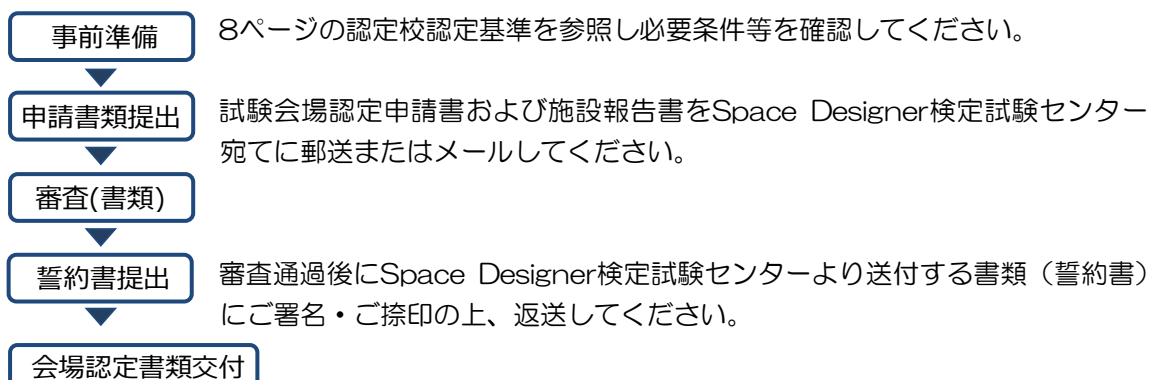 事前準備
8ページの認定校認定基準を参照し必要条件等を確認してください。
申請書類提出
試験会場認定申請書および施設報告書をSpace Designer検定試験センター
宛てに郵送またはメールしてください。
審査(書類)
誓約書提出
審査通過後にSpace Designer検定試験センターより送付する書類（誓約書）
にご署名・ご捺印の上、返送してください。
会場認定書類交付